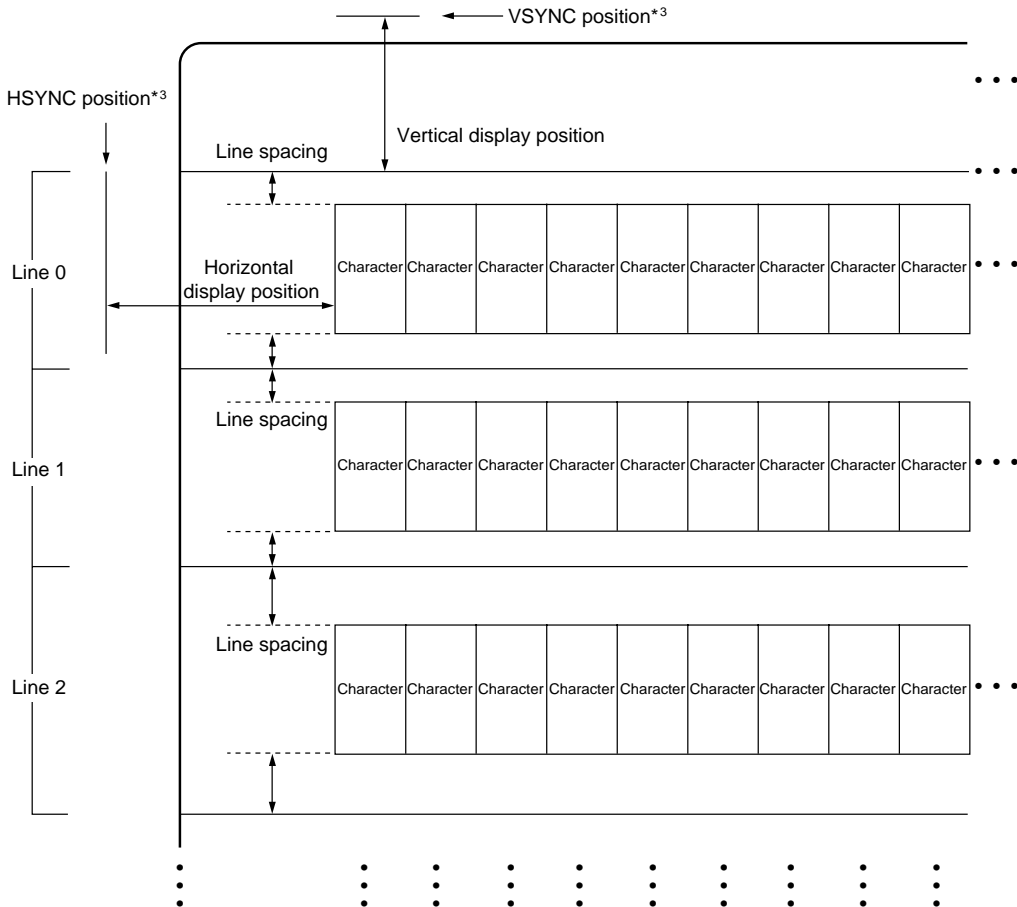 VSYNC position*3
HSYNC position*3
Vertical display position
Line spacing
Line 0
Horizontal
display position
Character Character Character Character Character Character Character Character Character
Line spacing
Line 1
Character Character Character Character Character Character Character Character Character
Line spacing
Line 2
Character Character Character Character Character Character Character Character Character